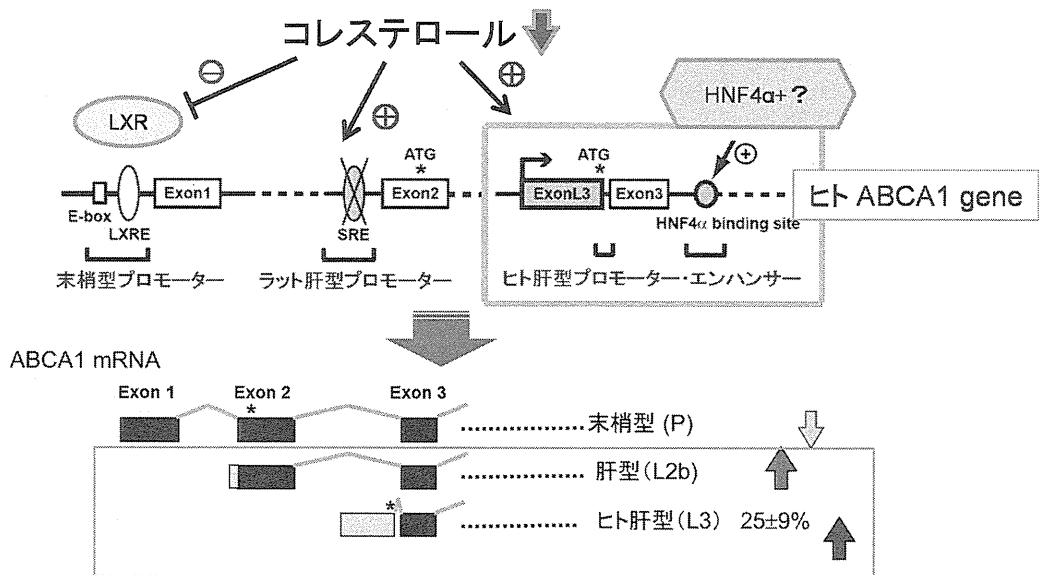 コレステロール
⊖
⊕
⊕
HNF4α+ ?
LXR
⊕
ATG
*
ATG
*
Exon1
Exon2
ExonL3
Exon3
ヒト ABCA1 gene
E-box
LXRE
SRE
HNF4α binding site
末梢型プロモーター
ラット肝型プロモーター
ヒト肝型プロモーター・エンハンサー
ABCA1 mRNA
Exon 1
Exon 2
Exon 3
*
末梢型 (P)
肝型(L2b)
*
ヒト肝型(L3) 25±9%